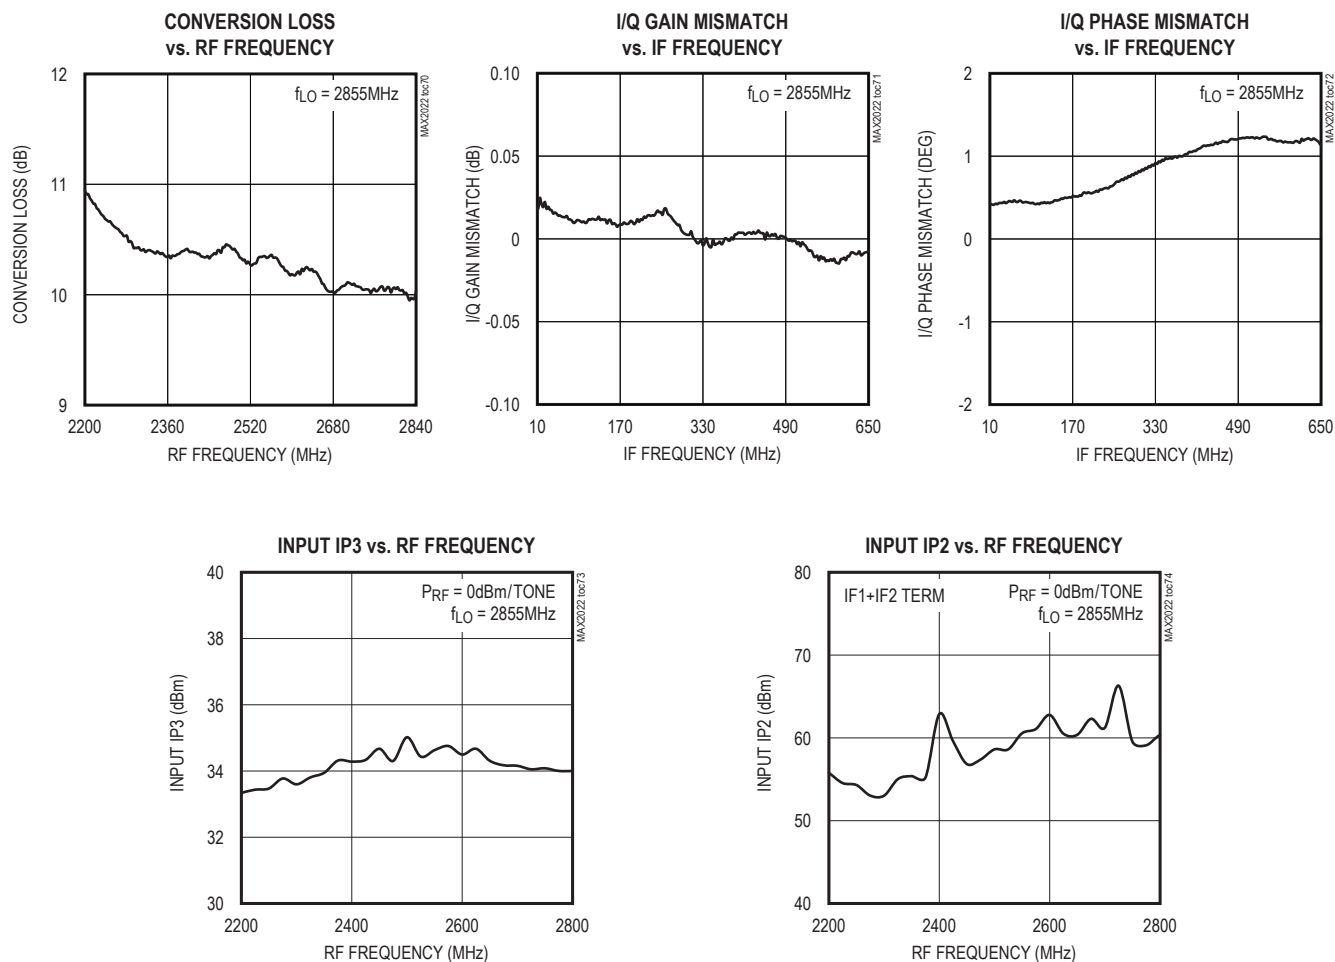 CONVERSION LOSS
vs. RF FREQUENCY
12
11
10
9
CONVERSION LOSS (dB)
fLO = 2855MHz
MAX2022 toc70
2200 2360 2520 2680 2840
RF FREQUENCY (MHz)
I/Q GAIN MISMATCH
vs. IF FREQUENCY
0.10
0.05
0
-0.05
-0.10
I/Q GAIN MISMATCH (dB)
fLO = 2855MHz
MAX2022 toc71
10 170 330 490 650
IF FREQUENCY (MHz)
I/Q PHASE MISMATCH
vs. IF FREQUENCY
2
1
0
-1
-2
I/Q PHASE MISMATCH (DEG)
fLO = 2855MHz
MAX2022 toc72
10 170 330 490 650
IF FREQUENCY (MHz)
INPUT IP3 vs. RF FREQUENCY
40
38
36
34
32
30
INPUT IP3 (dBm)
PRF = 0dBm/TONE
fLO = 2855MHz
MAX2022 toc73
2200 2400 2600 2800
RF FREQUENCY (MHz)
INPUT IP2 vs. RF FREQUENCY
80
70
60
50
40
INPUT IP2 (dBm)
IF1+IF2 TERM
PRF = 0dBm/TONE
fLO = 2855MHz
MAX2022 toc74
2200 2400 2600 2800
RF FREQUENCY (MHz)